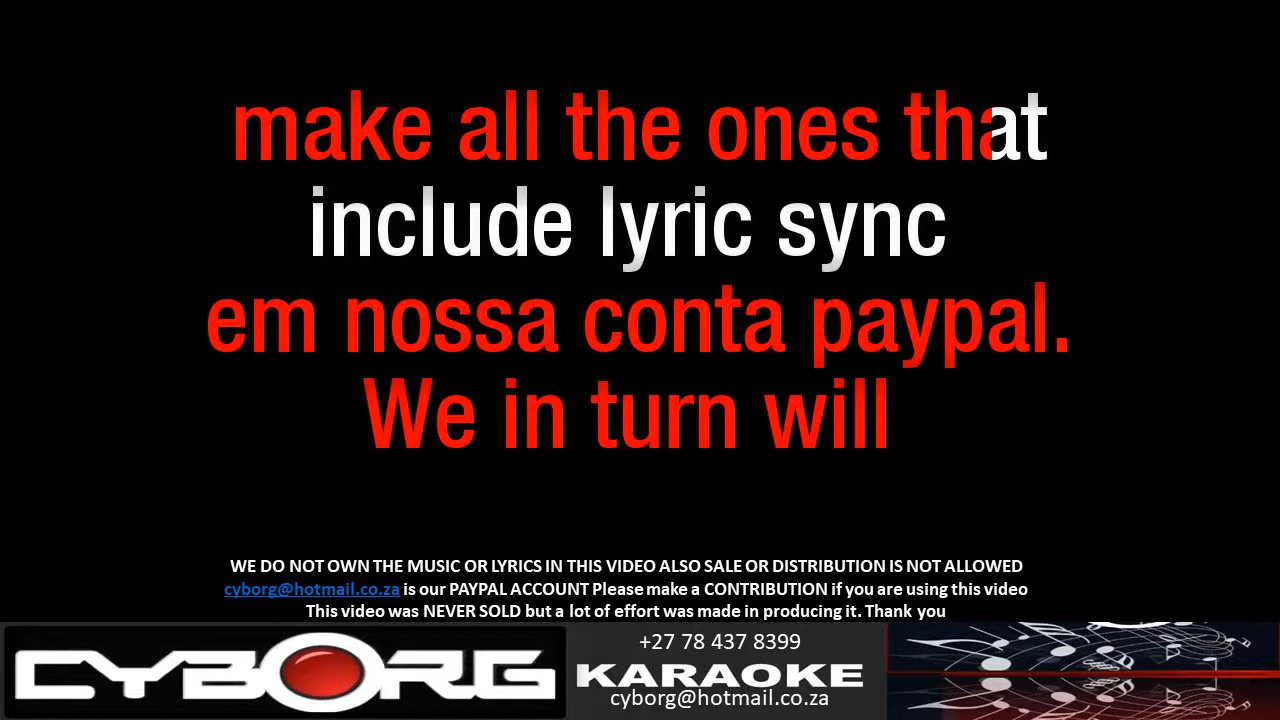 make all the ones that
include lyric sync
em nossa conta paypal.
We in turn will
WE DO NOT OWN THE MUSIC OR LYRICS IN THIS VIDEO ALSO SALE OR DISTRIBUTION IS NOT ALLOWED
cyborg@hotmail.co.za is our PAYPAL ACCOUNT Please make a CONTRIBUTION if you are using this video
This video was NEVER SOLD but a lot of effort was made in producing it. Thank you
CYBORG
+27 78 437 8399
KARAOKE
cyborg@hotmail.co.za